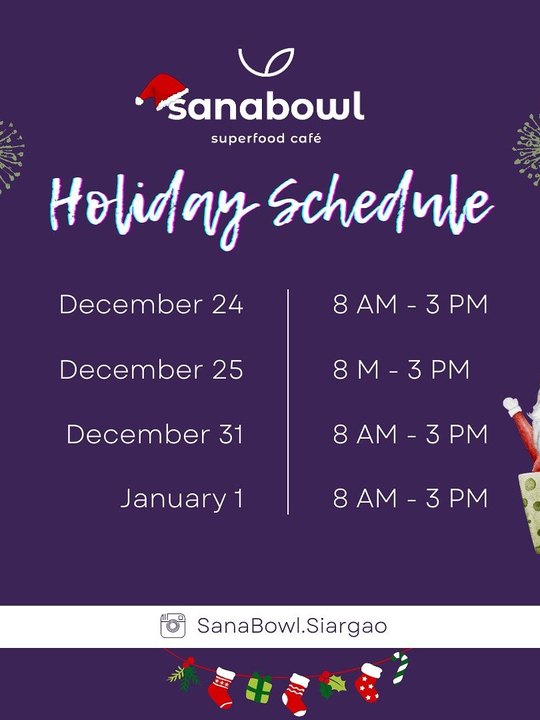 sanabowl
superfood café
Holiday Schedule
December 24 8 AM - 3 PM
December 25 8 M - 3 PM
December 31 8 AM - 3 PM
January 1 8 AM - 3 PM
SanaBowl.Siargao